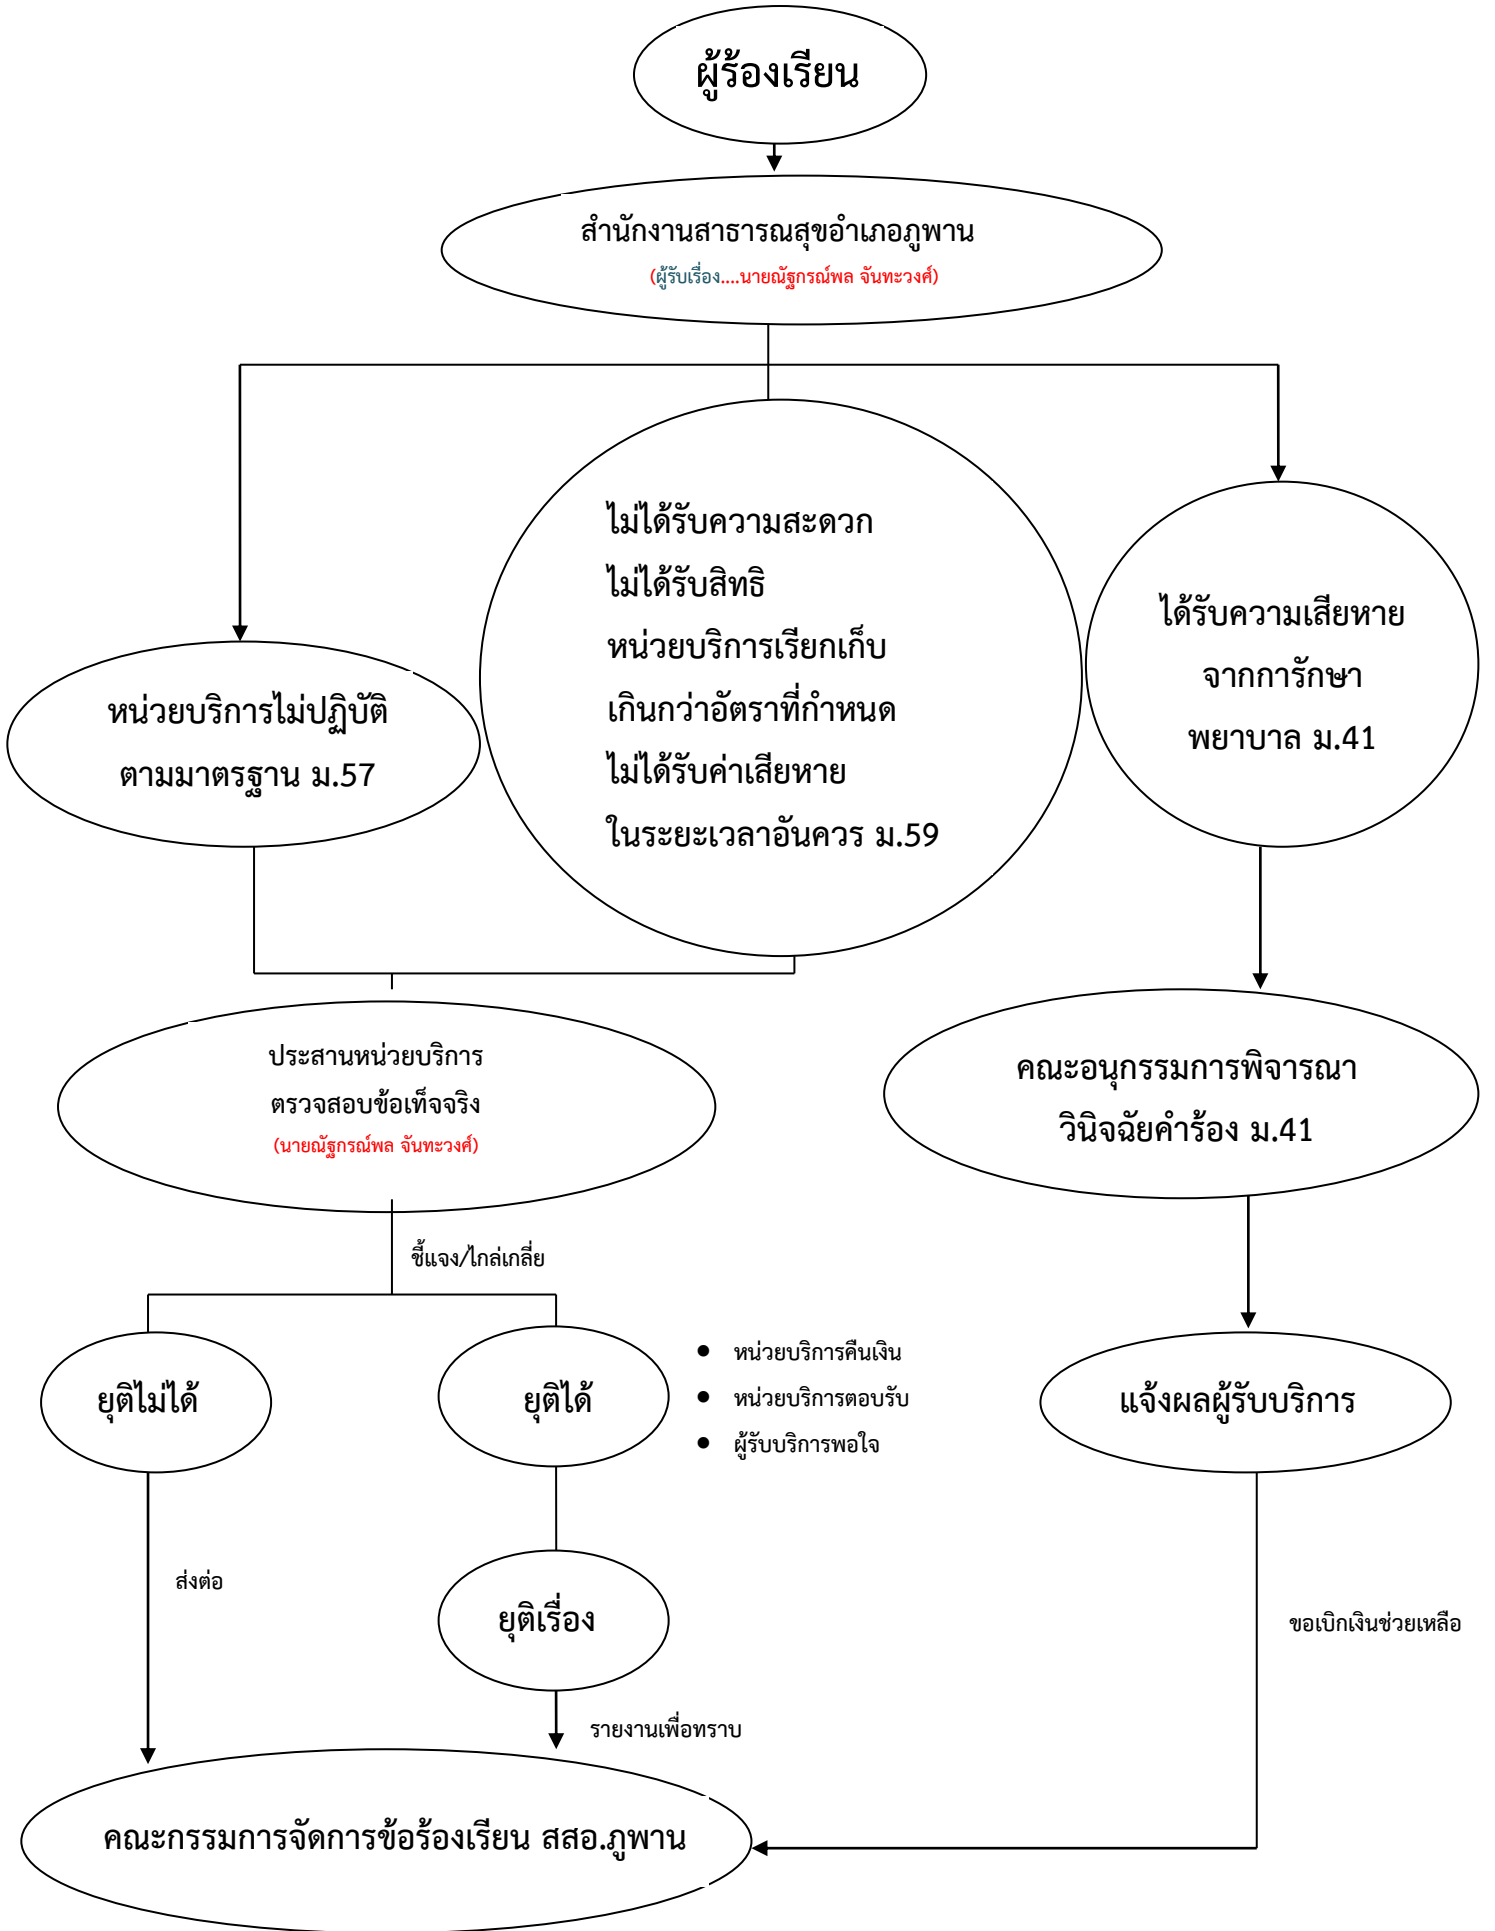 ผู้ร้องเรียน
สำนักงานสาธารณสุขอำเภอภูพาน
(ผู้รับเรื่อง....นายณัฐกรณ์พล จันทะวงศ์)
หน่วยบริการไม่ปฏิบัติ
ตามมาตรฐาน ม.57
ไม่ได้รับความสะดวก
ไม่ได้รับสิทธิ
หน่วยบริการเรียกเก็บ
เกินกว่าอัตราที่กำหนด
ไม่ได้รับค่าเสียหาย
ในระยะเวลาอันควร ม.59
ได้รับความเสียหาย
จากการักษา
พยาบาล ม.41
ประสานหน่วยบริการ
ตรวจสอบข้อเท็จจริง
(นายณัฐกรณ์พล จันทะวงศ์)
คณะอนุกรรมการพิจารณา
วินิจฉัยคำร้อง ม.41
ชี้แจง/ไกล่เกลี่ย
ยุติไม่ได้
ยุติได้
● หน่วยบริการคืนเงิน
● หน่วยบริการตอบรับ
● ผู้รับบริการพอใจ
แจ้งผลผู้รับบริการ
ส่งต่อ
ยุติเรื่อง
ขอเบิกเงินช่วยเหลือ
รายงานเพื่อทราบ
คณะกรรมการจัดการข้อร้องเรียน สสอ.ภูพาน